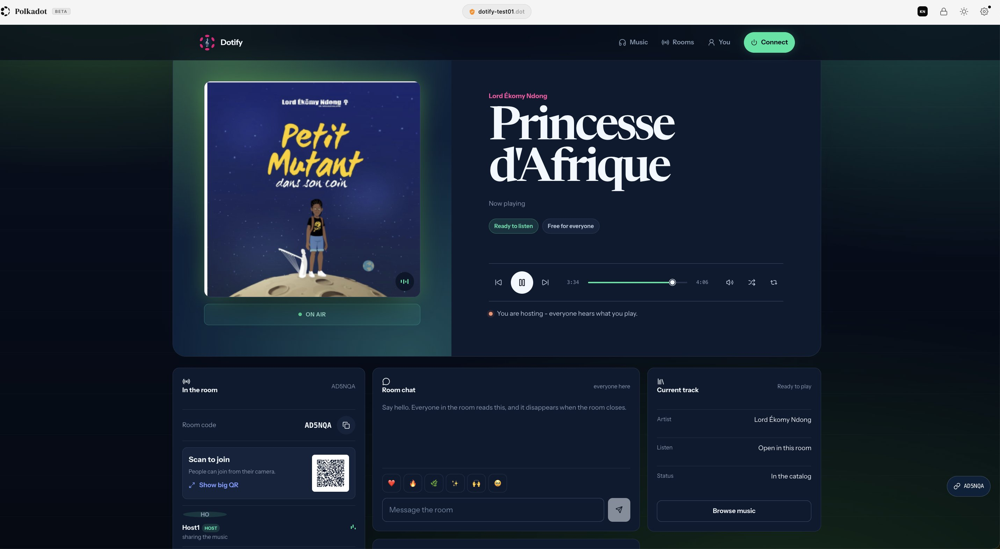 Polkadot BETA
dotify-test01.dot
KN
Dotify
Music
Rooms
You
Connect
Lord Ékömy Ndong
Petit
Mutant
dans son coin
ON AIR
Lord Ékomy Ndong
Princesse
d'Afrique
Now playing
Ready to listen
Free for everyone
3:34
4:06
You are hosting - everyone hears what you play.
In the room
AD5NQA
Room code
AD5NQA
Scan to join
People can join from their camera.
Show big QR
HO
Host1 HOST
sharing the music
Room chat
everyone here
Say hello. Everyone in the room reads this, and it disappears when the room closes.
Message the room
Current track
Ready to play
Artist
Lord Ékomy Ndong
Listen
Open in this room
Status
In the catalog
Browse music
AD5NQA